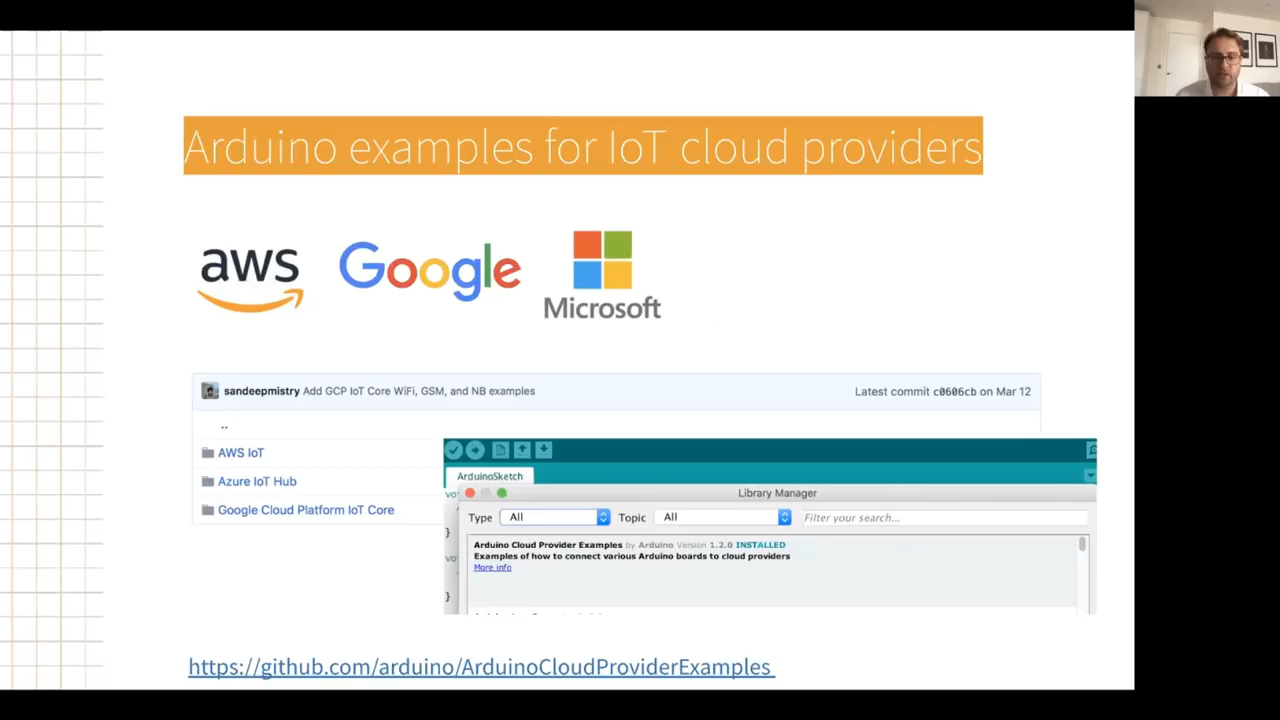 Arduino examples for IoT cloud providers
aws
Google
Microsoft
sandeepmistry Add GCP IoT Core WiFi, GSM, and NB examples
Latest commit c0606cb on Mar 12
..
AWS IoT
Azure IoT Hub
Google Cloud Platform IoT Core
ArduinoSketch
Library Manager
Type All Topic All Filter your search...
Arduino Cloud Provider Examples by Arduino Version 1.2.0 INSTALLED
Examples of how to connect various Arduino boards to cloud providers
More info
}
}
https://github.com/arduino/ArduinoCloudProviderExamples